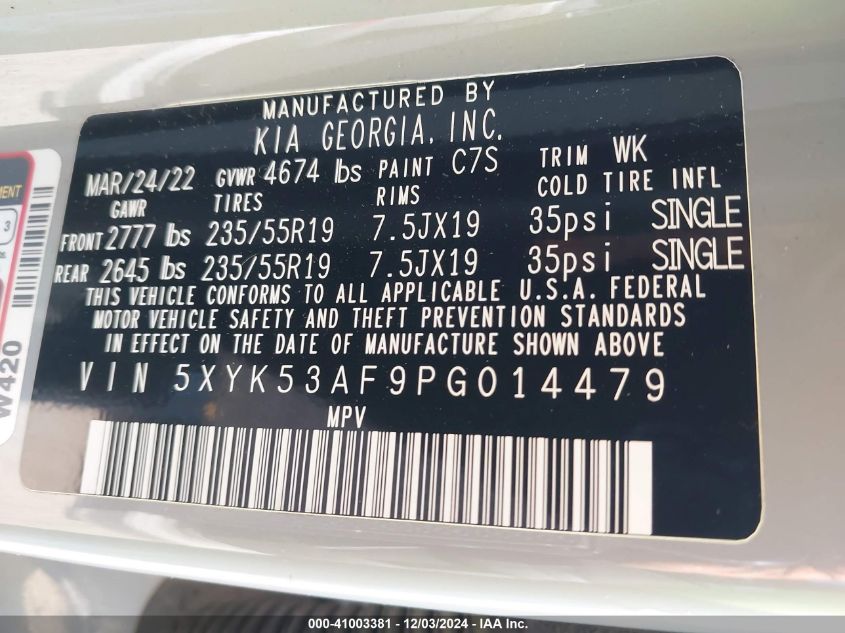 MANUFACTURED BY
KIA GEORGIA, INC.
MAR/24/22 GVWR 4674 lbs PAINT C7S TRIM WK
GAWR TIRES RIMS COLD TIRE INFL
FRONT 2777 lbs 235/55R19 7.5JX19 35psi SINGLE
REAR 2645 lbs 235/55R19 7.5JX19 35psi SINGLE
THIS VEHICLE CONFORMS TO ALL APPLICABLE U.S.A. FEDERAL
MOTOR VEHICLE SAFETY AND THEFT PREVENTION STANDARDS
IN EFFECT ON THE DATE OF MANUFACTURE SHOWN ABOVE
VIN 5XYK53AF9PG014479
MPV
3
W420
000-41003381 - 12/03/2024 - © IAA Inc.